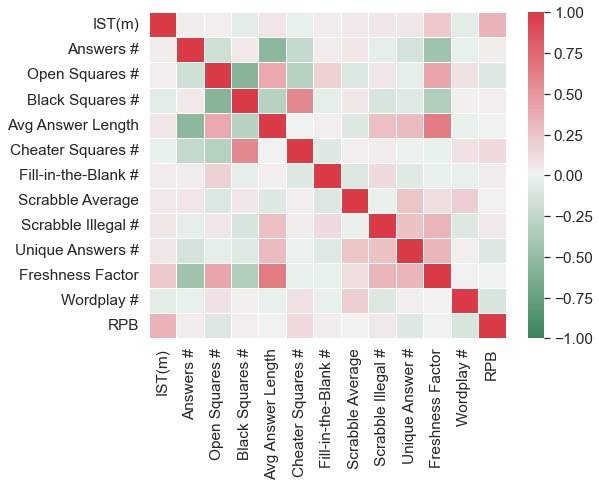 IST(m)
Answers #
Open Squares #
Black Squares #
Avg Answer Length
Cheater Squares #
Fill-in-the-Blank #
Scrabble Average
Scrabble Illegal #
Unique Answers #
Freshness Factor
Wordplay #
RPB
IST(m)
Answers #
Open Squares #
Black Squares #
Avg Answer Length
Cheater Squares #
Fill-in-the-Blank #
Scrabble Average
Scrabble Illegal #
Unique Answer #
Freshness Factor
Wordplay #
RPB
1.00
0.75
0.50
0.25
0.00
−0.25
−0.50
−0.75
−1.00